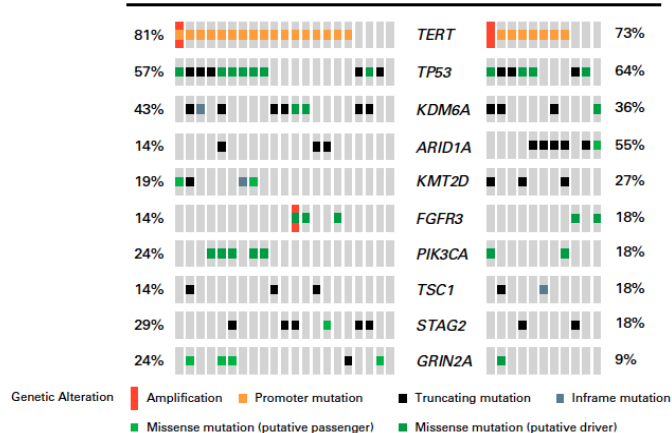 81% TERT 73%
57% TP53 64%
43% KDM6A 36%
14% ARID1A 55%
19% KMT2D 27%
14% FGFR3 18%
24% PIK3CA 18%
14% TSC1 18%
29% STAG2 18%
24% GRIN2A 9%
Genetic Alteration Amplification Promoter mutation Truncating mutation Inframe mutation
Missense mutation (putative passenger) Missense mutation (putative driver)